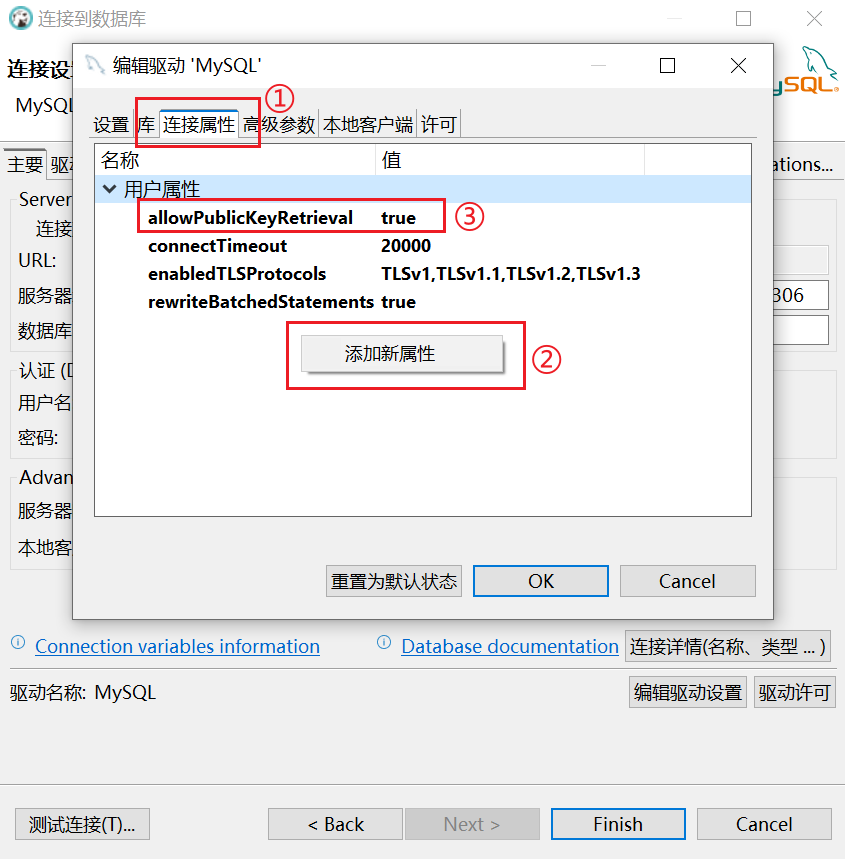 连接到数据库
连接设
MySQL
编辑驱动 'MySQL'
ySQL
①
设置 库 连接属性 高级参数 本地客户端 许可
主要 驱动
ations...
名称 值
用户属性
allowPublicKeyRetrieval true
③
connectTimeout 20000
enabledTLSProtocols TLSv1,TLSv1.1,TLSv1.2,TLSv1.3
rewriteBatchedStatements true
添加新属性
②
Server
连接
URL:
服务器
306
数据库
认证 (D
用户名
密码:
Advan
服务器
本地客
重置为默认状态 OK Cancel
Connection variables information Database documentation 连接详情(名称、类型 ... )
驱动名称: MySQL 编辑驱动设置 驱动许可
测试连接(T)... < Back Next > Finish Cancel